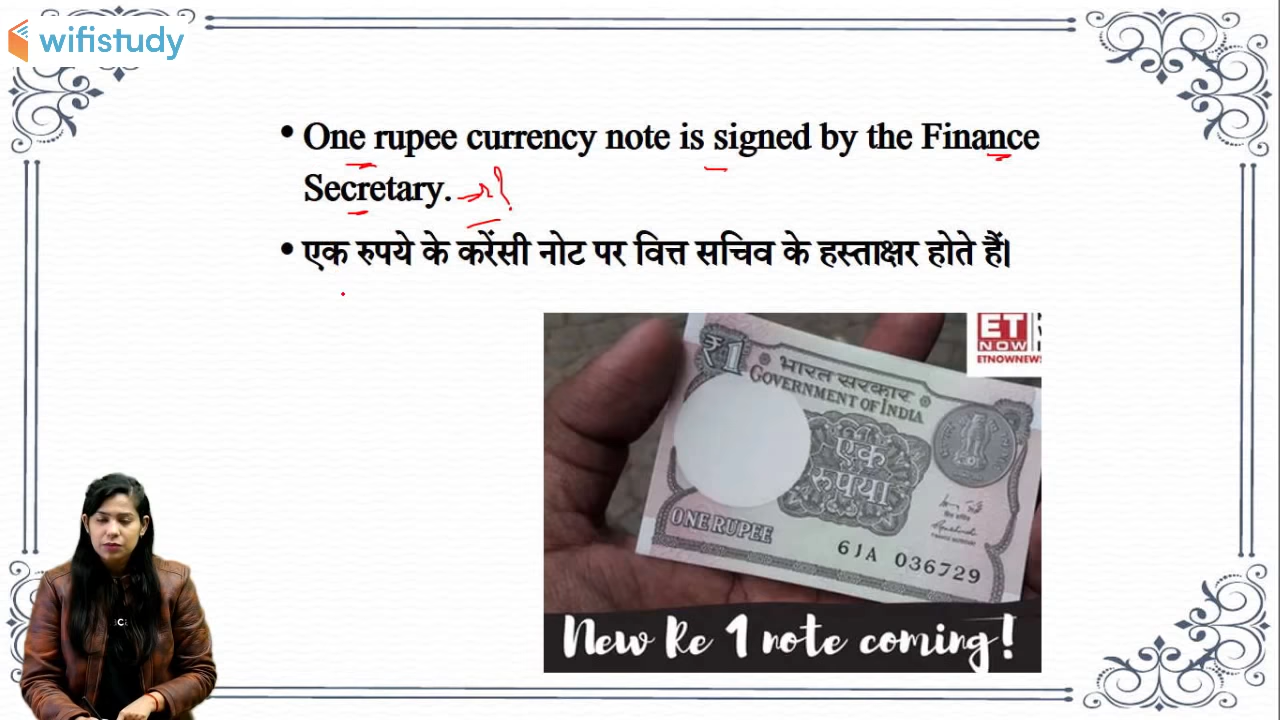 wifistudy
• One rupee currency note is signed by the Finance
Secretary.
• एक रुपये के करेंसी नोट पर वित्त सचिव के हस्ताक्षर होते हैं।
ET
NOW
ETNOWNEWS
₹1
भारत सरकार
GOVERNMENT OF INDIA
एक
रुपया
ONE RUPEE
61A 036729
New Re 1 note coming!